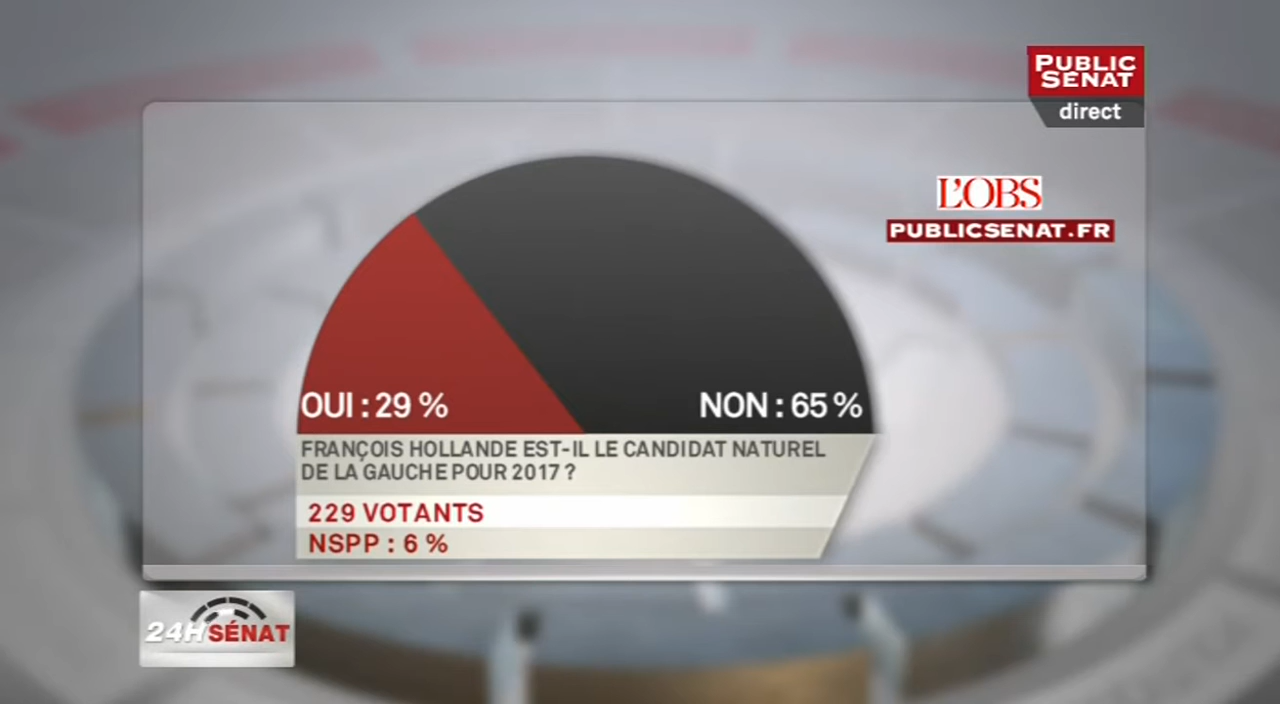 PUBLIC
SÉNAT
direct
L'OBS
PUBLICSENAT.FR
OUI : 29 %
NON : 65 %
FRANÇOIS HOLLANDE EST-IL LE CANDIDAT NATUREL
DE LA GAUCHE POUR 2017 ?
229 VOTANTS
NSPP : 6 %
24H SÉNAT